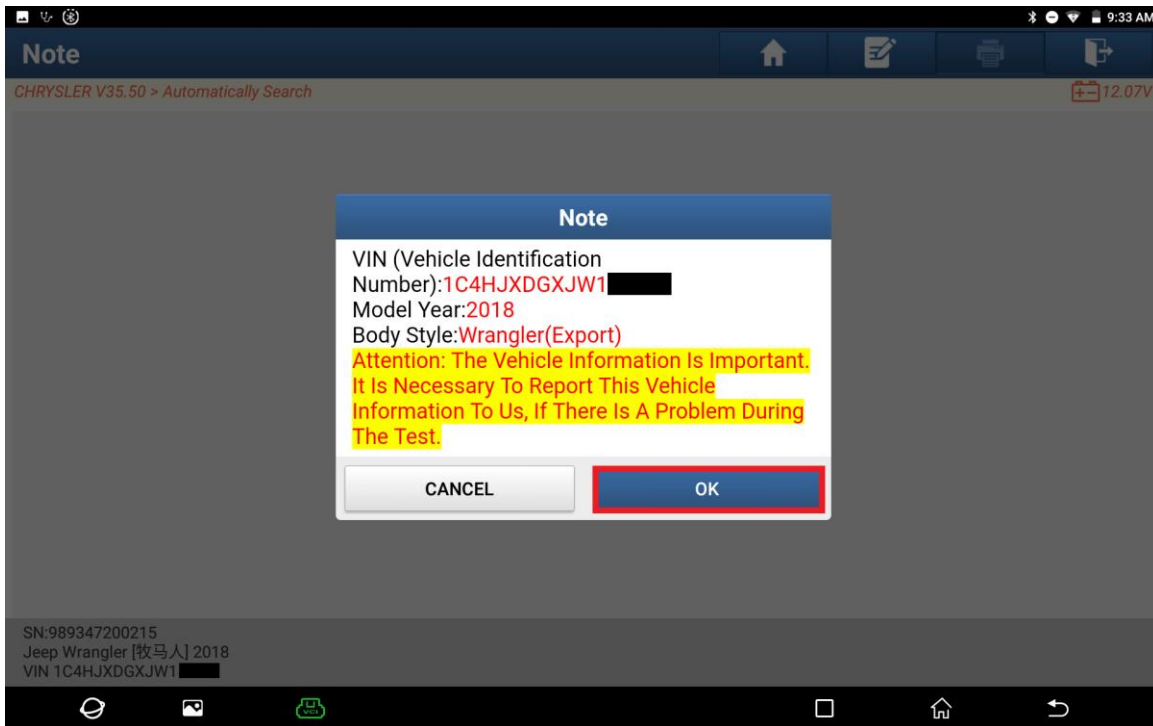 9:33 AM
Note
CHRYSLER V35.50 > Automatically Search
12.07V
Note
VIN (Vehicle Identification
Number):1C4HJXDGXJW1
Model Year:2018
Body Style:Wrangler(Export)
Attention: The Vehicle Information Is Important.
It Is Necessary To Report This Vehicle
Information To Us, If There Is A Problem During
The Test.
CANCEL
OK
SN:989347200215
Jeep Wrangler [牧马人] 2018
VIN 1C4HJXDGXJW1
VCI